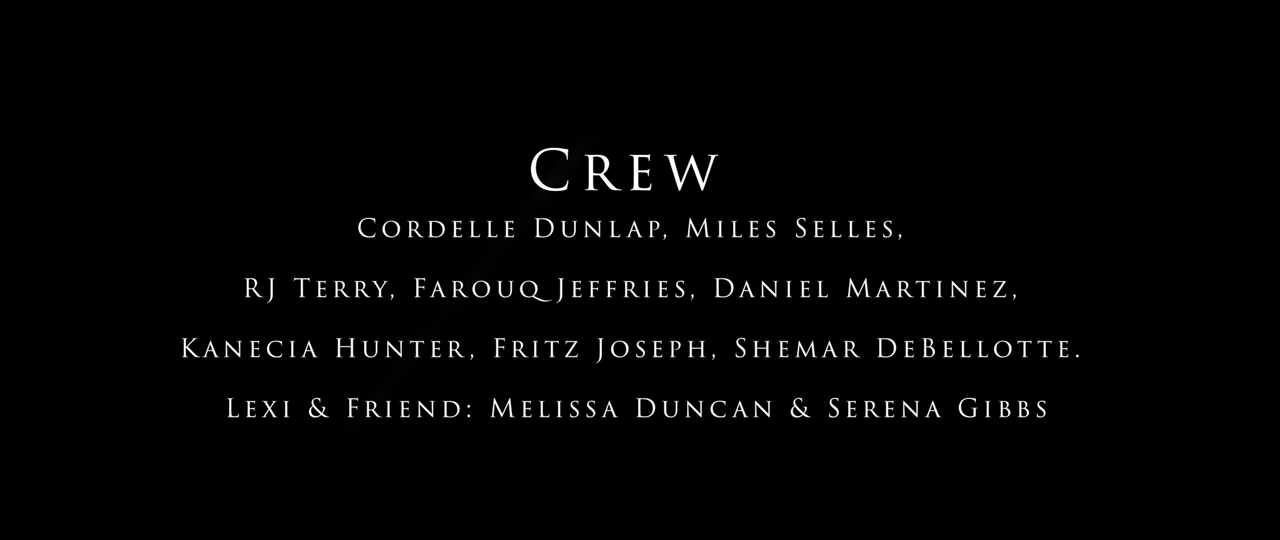 Crew
Cordelle Dunlap, Miles Selles,
RJ Terry, Farouq Jeffries, Daniel Martinez,
Kanecia Hunter, Fritz Joseph, Shemar DeBellotte.
Lexi & Friend: Melissa Duncan & Serena Gibbs